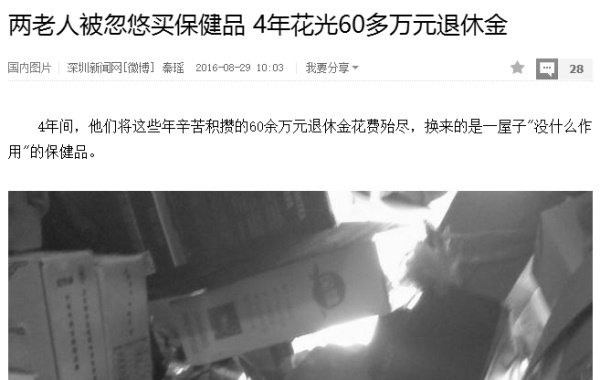 两老人被忽悠买保健品 4年花光60多万元退休金
国内图片 深圳新闻网[微博] 秦瑶 2016-08-29 10:03 我要分享 28
4年间，他们将这些年辛苦积攒的60余万元退休金花费殆尽，换来的是一屋子"没什么作
用"的保健品。